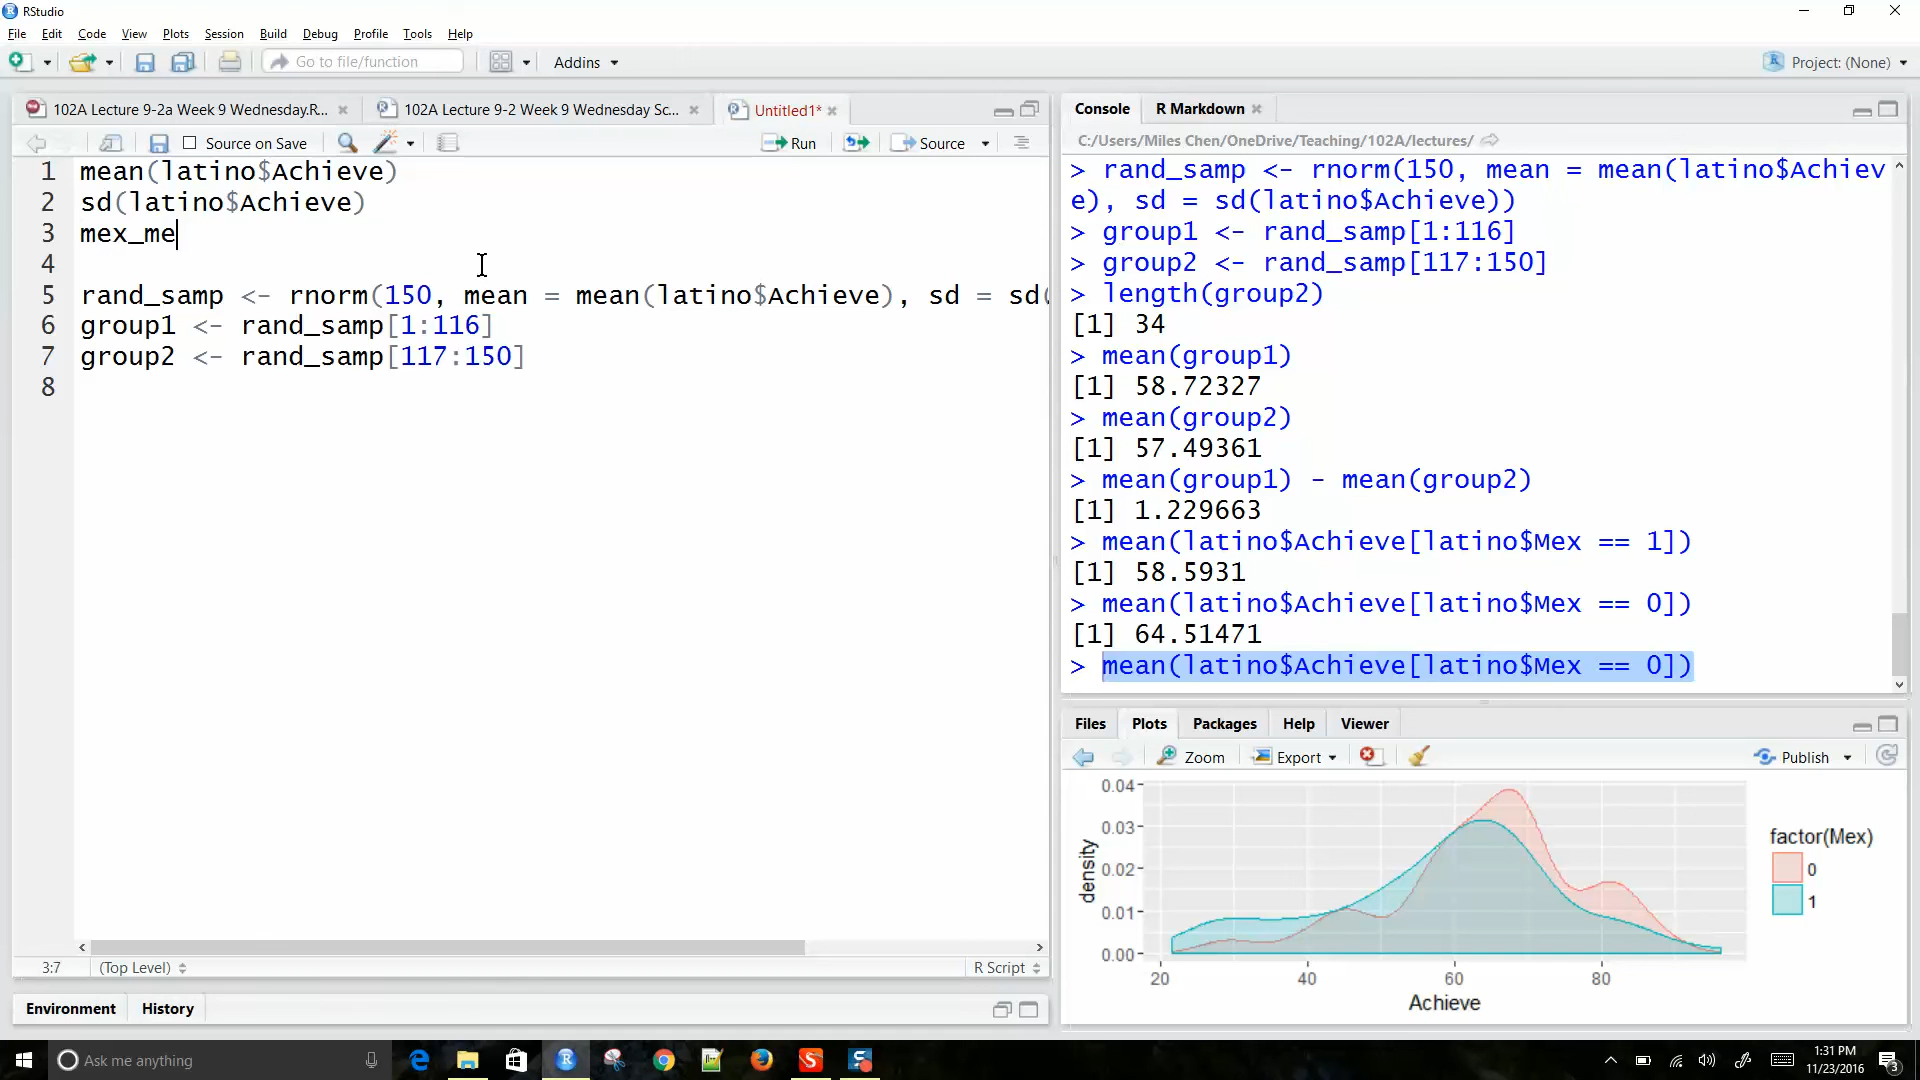 RStudio
File Edit Code View Plots Session Build Debug Profile Tools Help
Go to file/function Addins Project: (None)
102A Lecture 9-2a Week 9 Wednesday.R... 102A Lecture 9-2 Week 9 Wednesday Sc... Untitled1*
Source on Save Run Source
1 mean(latino$Achieve)
2 sd(latino$Achieve)
3 mex_me
4
5 rand_samp <- rnorm(150, mean = mean(latino$Achieve), sd = sd(
6 group1 <- rand_samp[1:116]
7 group2 <- rand_samp[117:150]
8
3:7 (Top Level) R Script
Environment History
Console R Markdown
C:/Users/Miles Chen/OneDrive/Teaching/102A/lectures/
> rand_samp <- rnorm(150, mean = mean(latino$Achiev
e), sd = sd(latino$Achieve))
> group1 <- rand_samp[1:116]
> group2 <- rand_samp[117:150]
> length(group2)
[1] 34
> mean(group1)
[1] 58.72327
> mean(group2)
[1] 57.49361
> mean(group1) - mean(group2)
[1] 1.229663
> mean(latino$Achieve[latino$Mex == 1])
[1] 58.5931
> mean(latino$Achieve[latino$Mex == 0])
[1] 64.51471
> mean(latino$Achieve[latino$Mex == 0])
Files Plots Packages Help Viewer
Zoom Export Publish
0.04
0.03
0.02
0.01
0.00
density
20 40 60 80
Achieve
factor(Mex)
0
1
Ask me anything
1:31 PM
11/23/2016
3